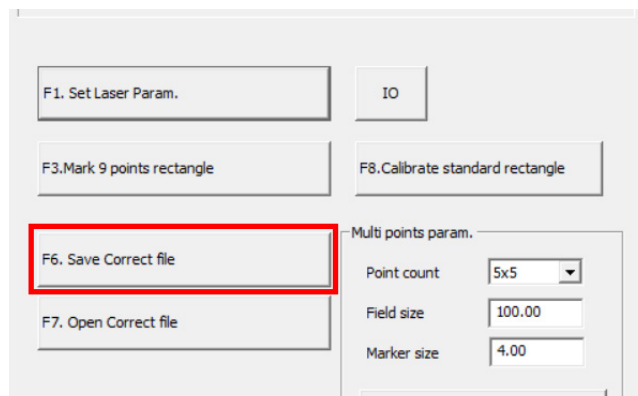 F1. Set Laser Param.
IO
F3.Mark 9 points rectangle
F8.Calibrate standard rectangle
F6. Save Correct file
F7. Open Correct file
Multi points param.
Point count 5x5
Field size 100.00
Marker size 4.00